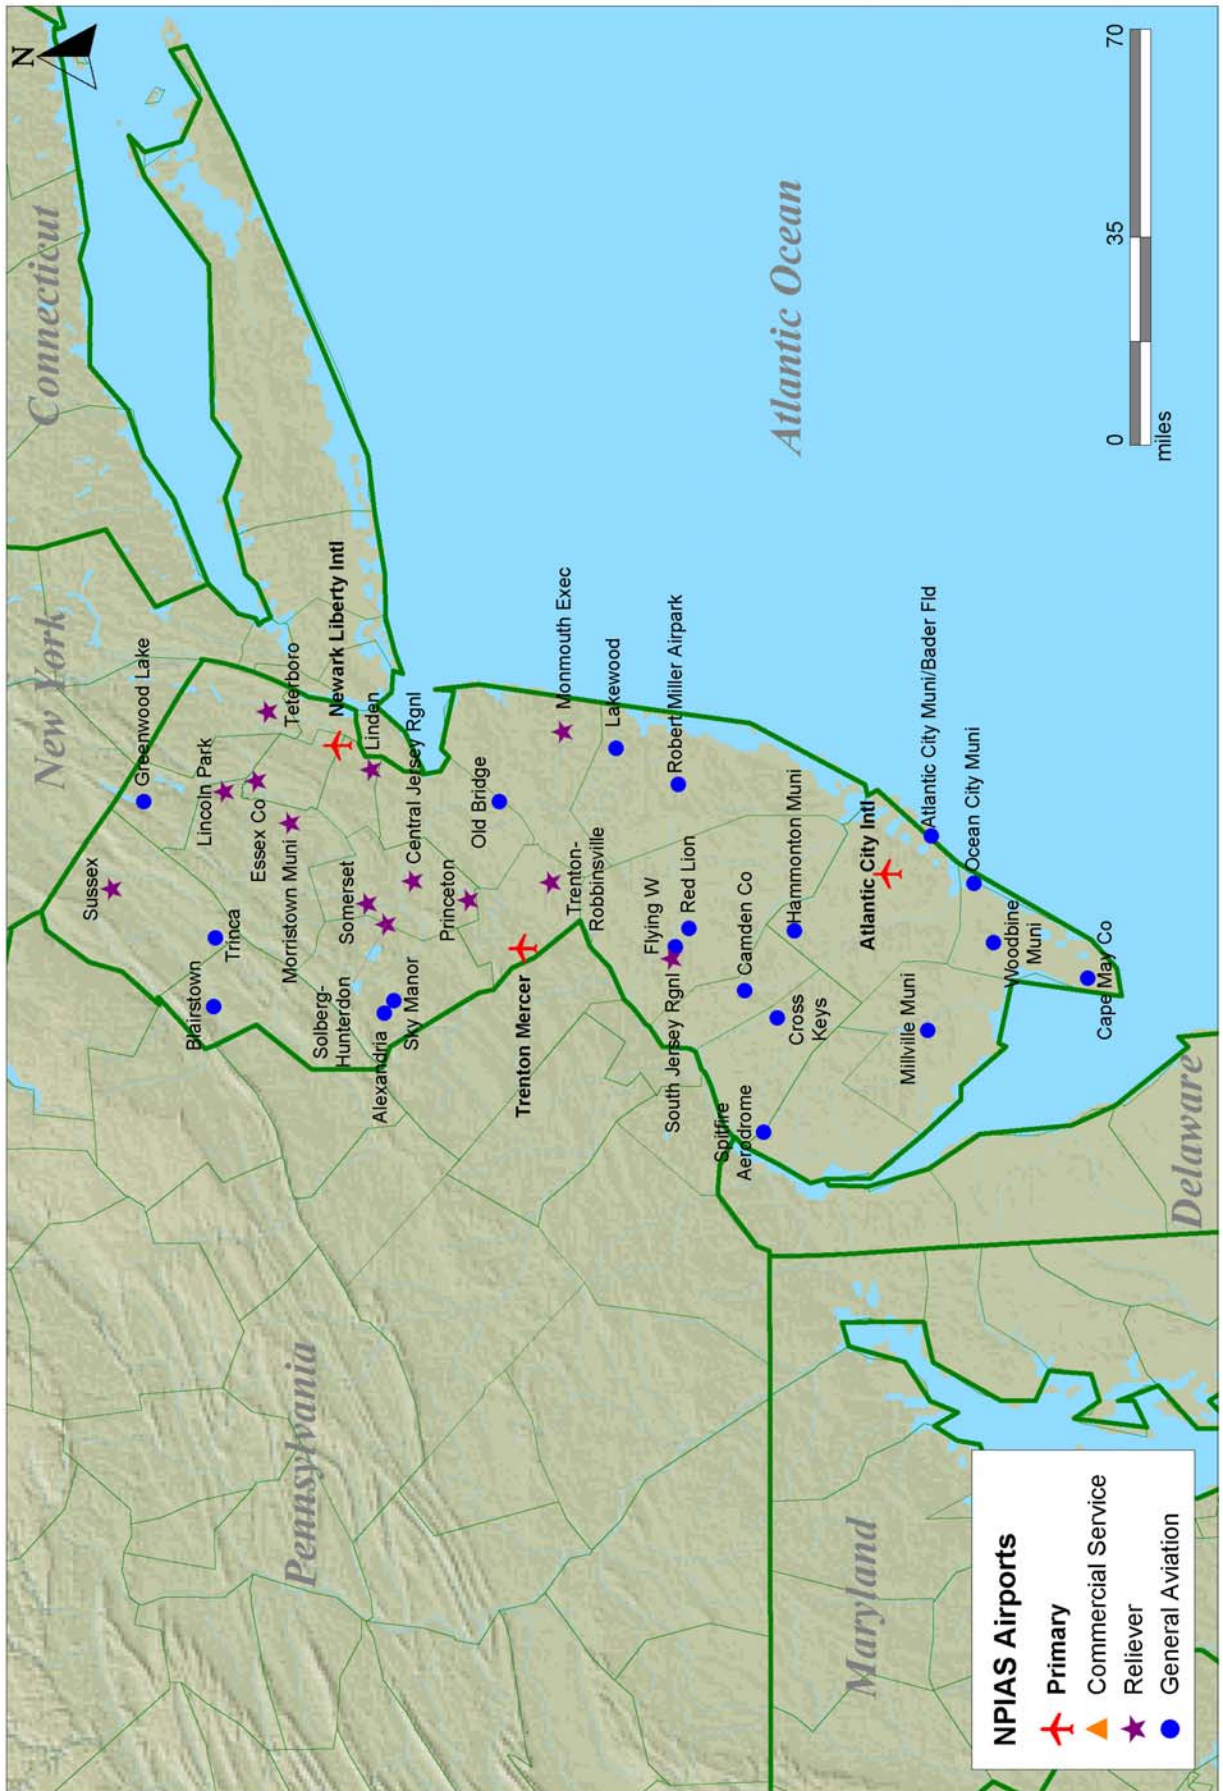 N
Connecticut
New York
Atlantic Ocean
Pennsylvania
Maryland
Delaware
0
35
70
miles
Sussex
Greenwood Lake
Lincoln Park
Essex Co
Teterboro
Newark Liberty Intl
Linden
Trinca
Blairstown
Morristown Muni
Somerset
Central Jersey Rgnl
Solberg-
Hunterdon
Alexandria
Sky Manor
Princeton
Old Bridge
Trenton Mercer
Trenton-
Robbinsville
Monmouth Exec
Lakewood
Robert Miller Airpark
Flying W
Red Lion
South Jersey Rgnl
Camden Co
Cross
Keys
Hammonton Muni
Spitfire
Aerodrome
Atlantic City Intl
Atlantic City Muni/Bader Fld
Ocean City Muni
Millville Muni
Woodbine
Muni
Cape May Co
NPIAS Airports
Primary
Commercial Service
Reliever
General Aviation